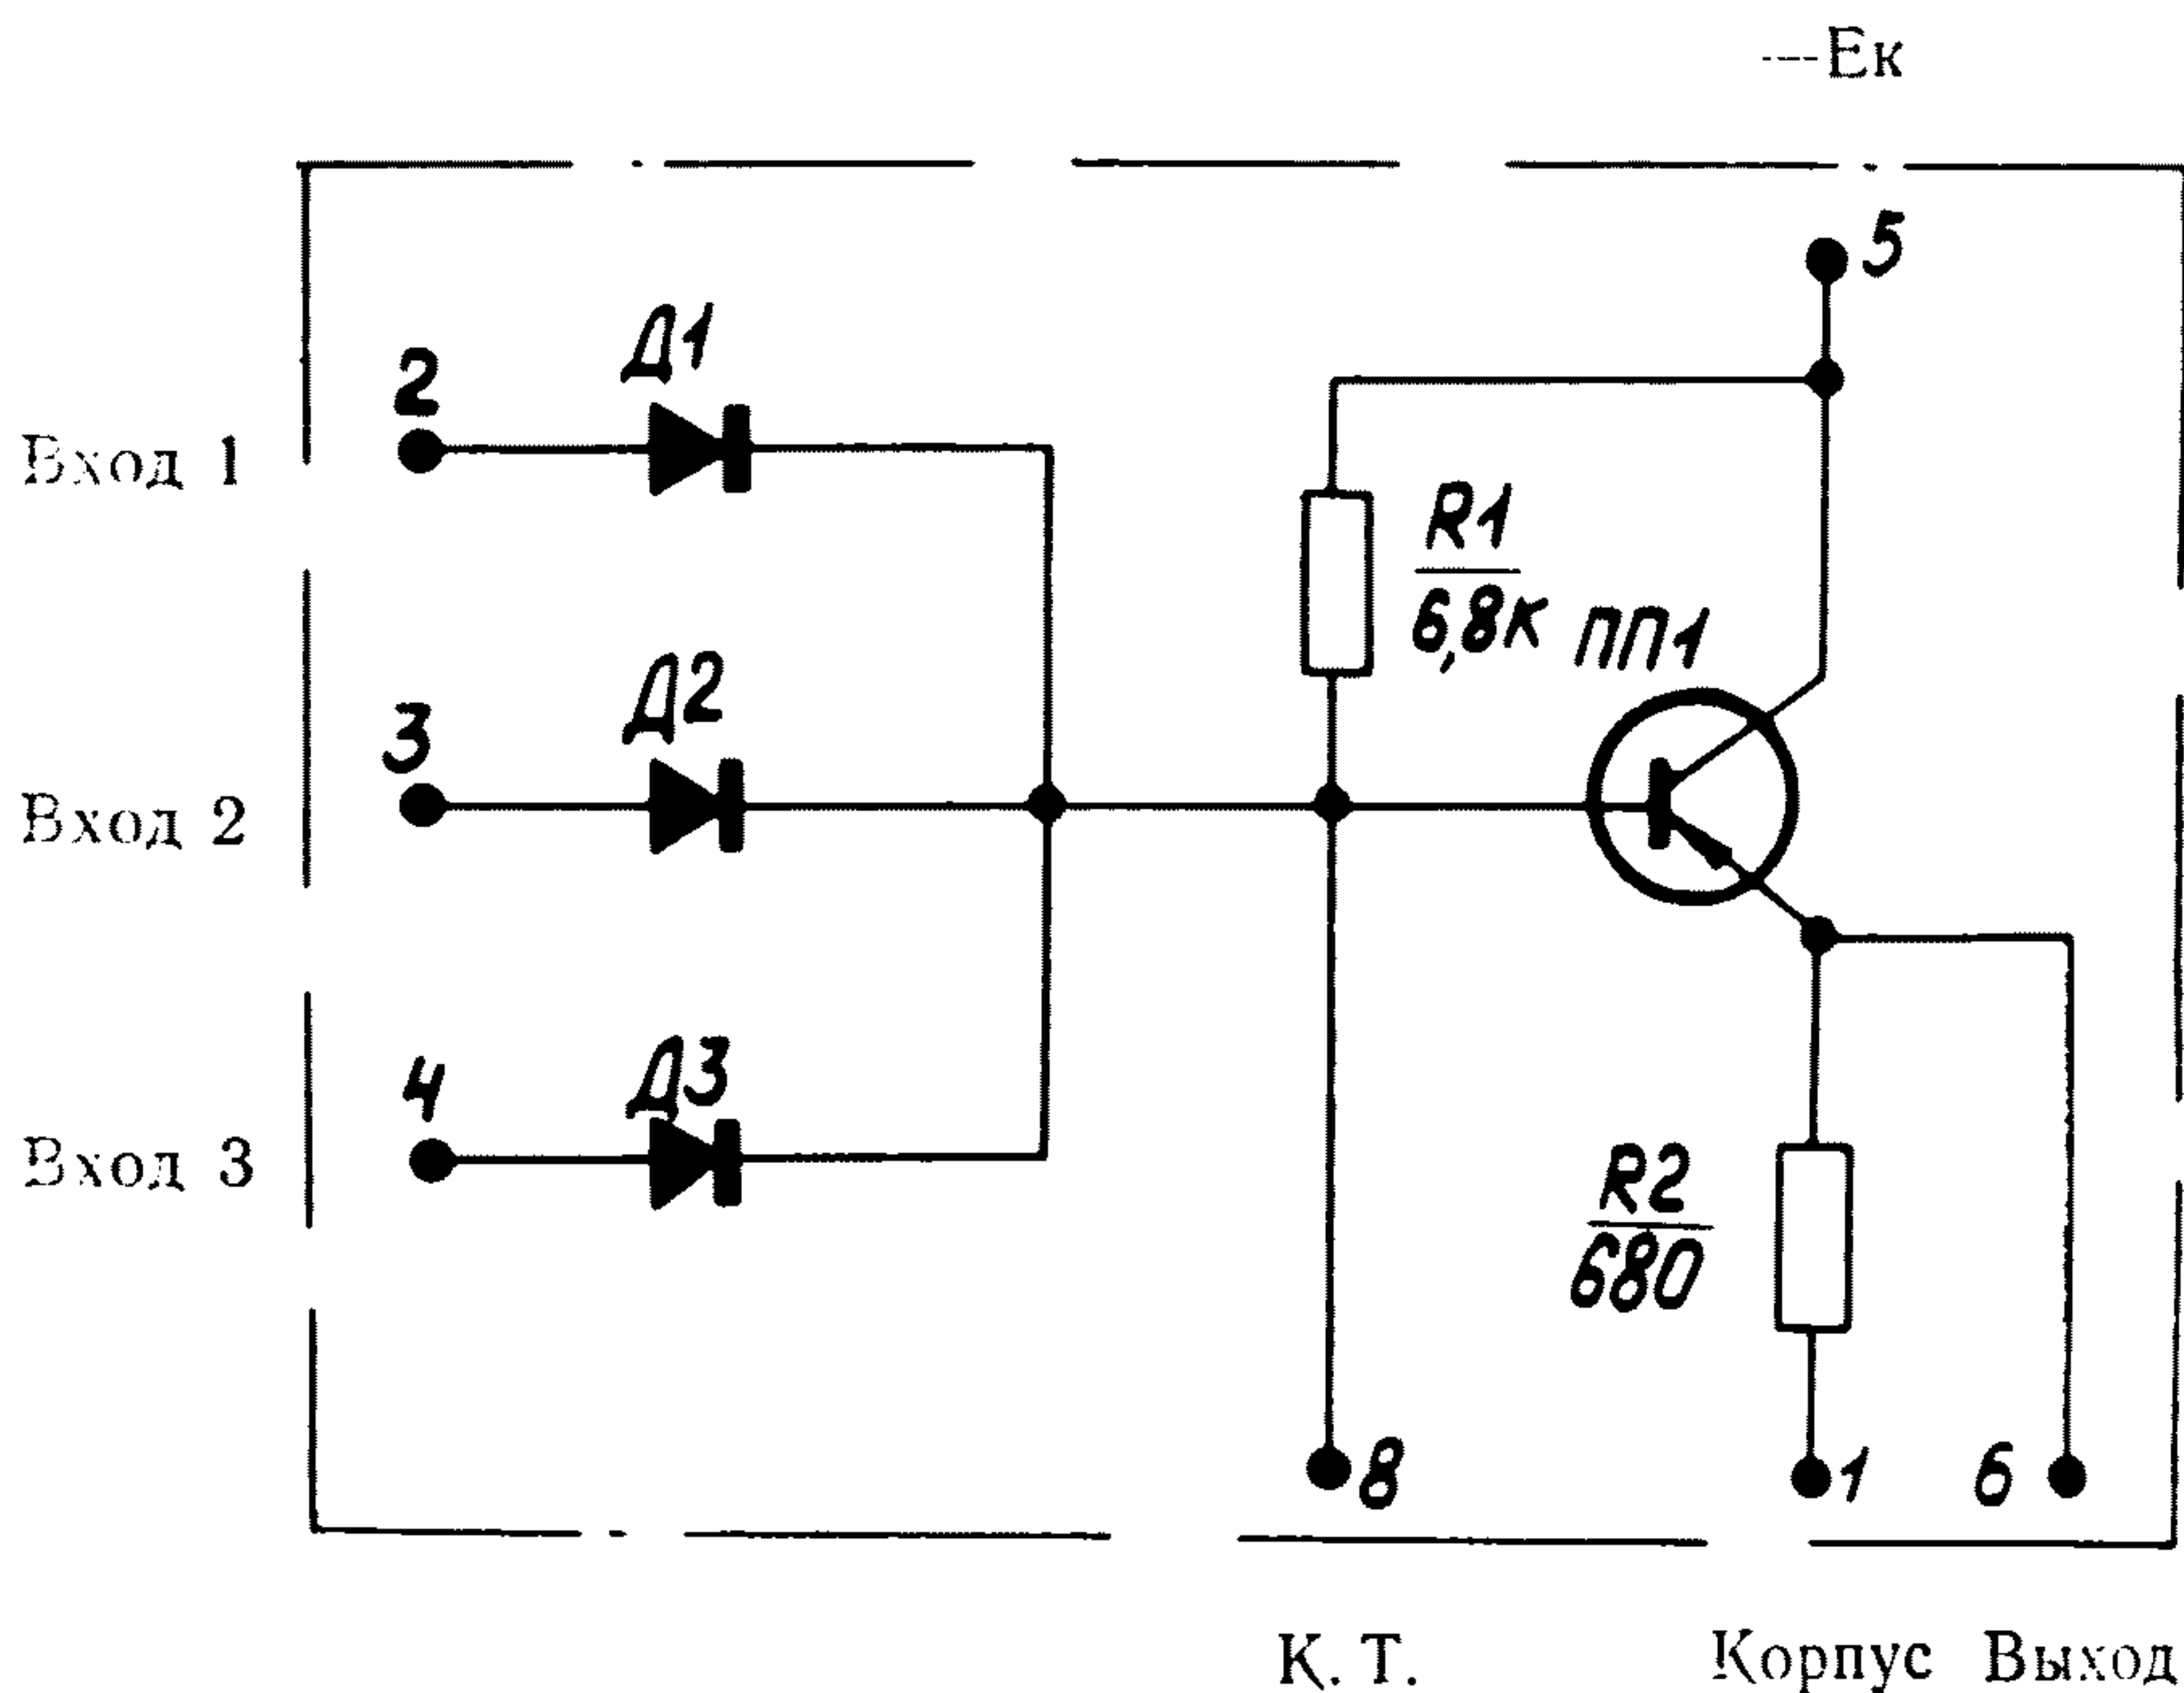 —Ек
5
Д1
2
Вход 1
R1
6,8к
ПП1
Д2
3
Вход 2
Д3
4
Вход 3
R2
680
8
1
6
К. Т.
Корпус
Выход